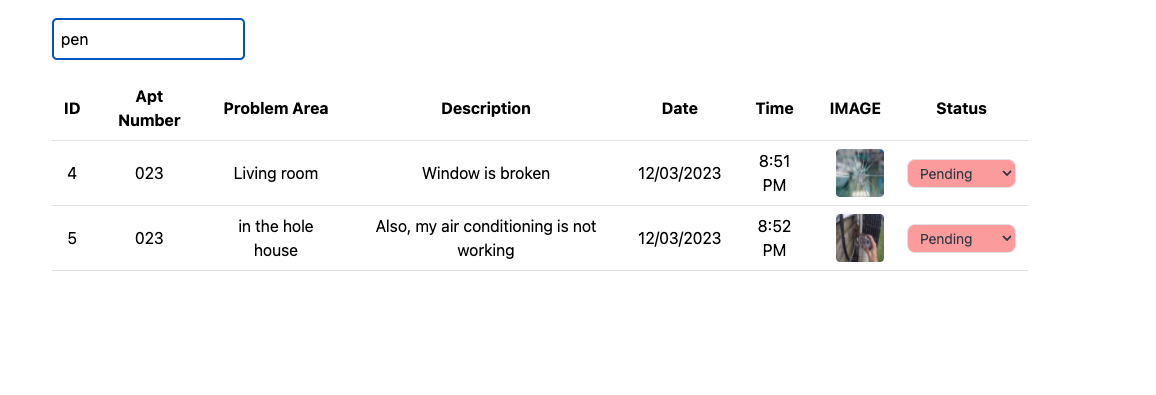 pen
ID Apt Number Problem Area Description Date Time IMAGE Status
4 023 Living room Window is broken 12/03/2023 8:51 PM Pending
5 023 in the hole house Also, my air conditioning is not working 12/03/2023 8:52 PM Pending